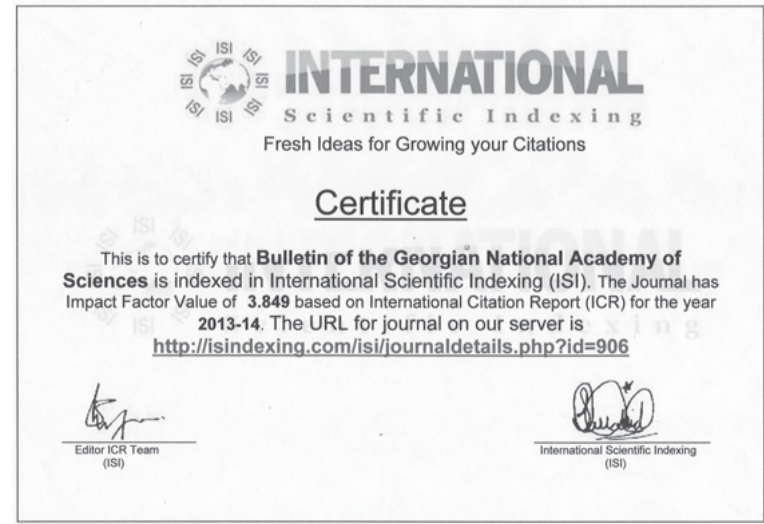 ISI ISI ISI ISI ISI ISI ISI ISI
INTERNATIONAL
Scientific Indexing
Fresh Ideas for Growing your Citations
Certificate
This is to certify that Bulletin of the Georgian National Academy of
Sciences is indexed in International Scientific Indexing (ISI). The Journal has
Impact Factor Value of 3.849 based on International Citation Report (ICR) for the year
2013-14. The URL for journal on our server is
http://isindexing.com/isi/journaldetails.php?id=906
Editor ICR Team
(ISI)
International Scientific Indexing
(ISI)